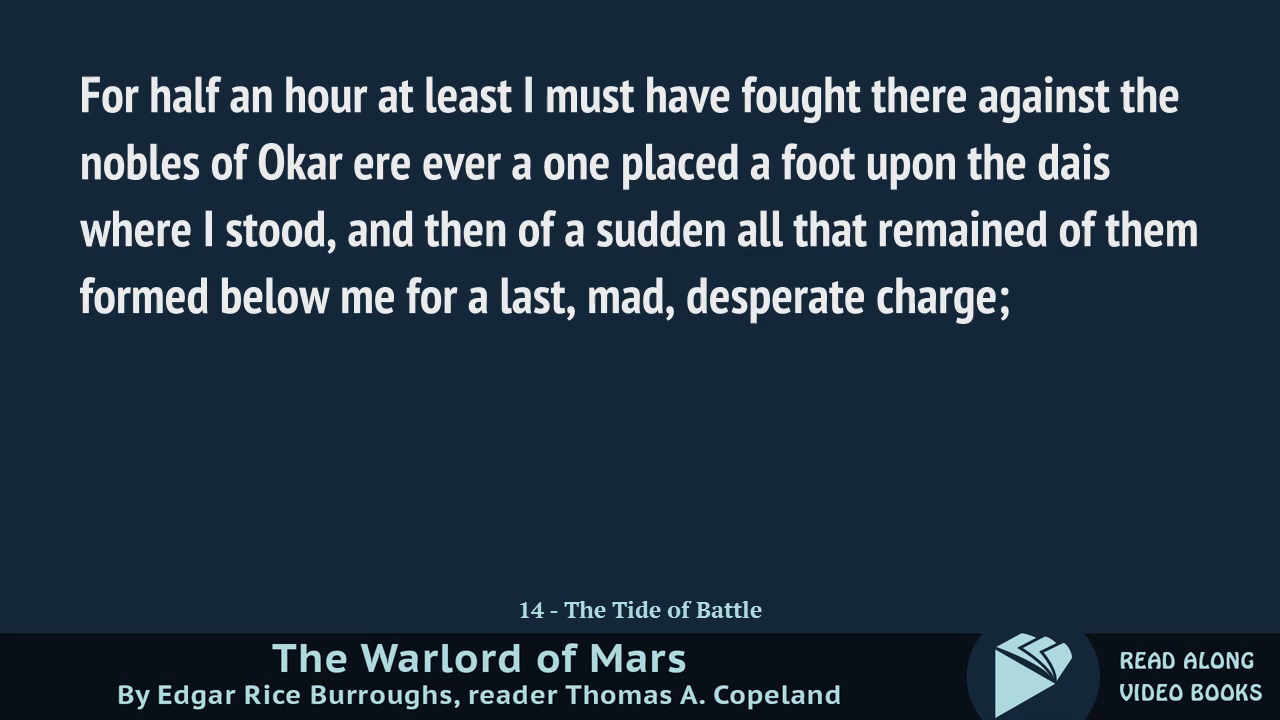 For half an hour at least I must have fought there against the
nobles of Okar ere ever a one placed a foot upon the dais
where I stood, and then of a sudden all that remained of them
formed below me for a last, mad, desperate charge;
14 - The Tide of Battle
The Warlord of Mars
By Edgar Rice Burroughs, reader Thomas A. Copeland
READ ALONG
VIDEO BOOKS